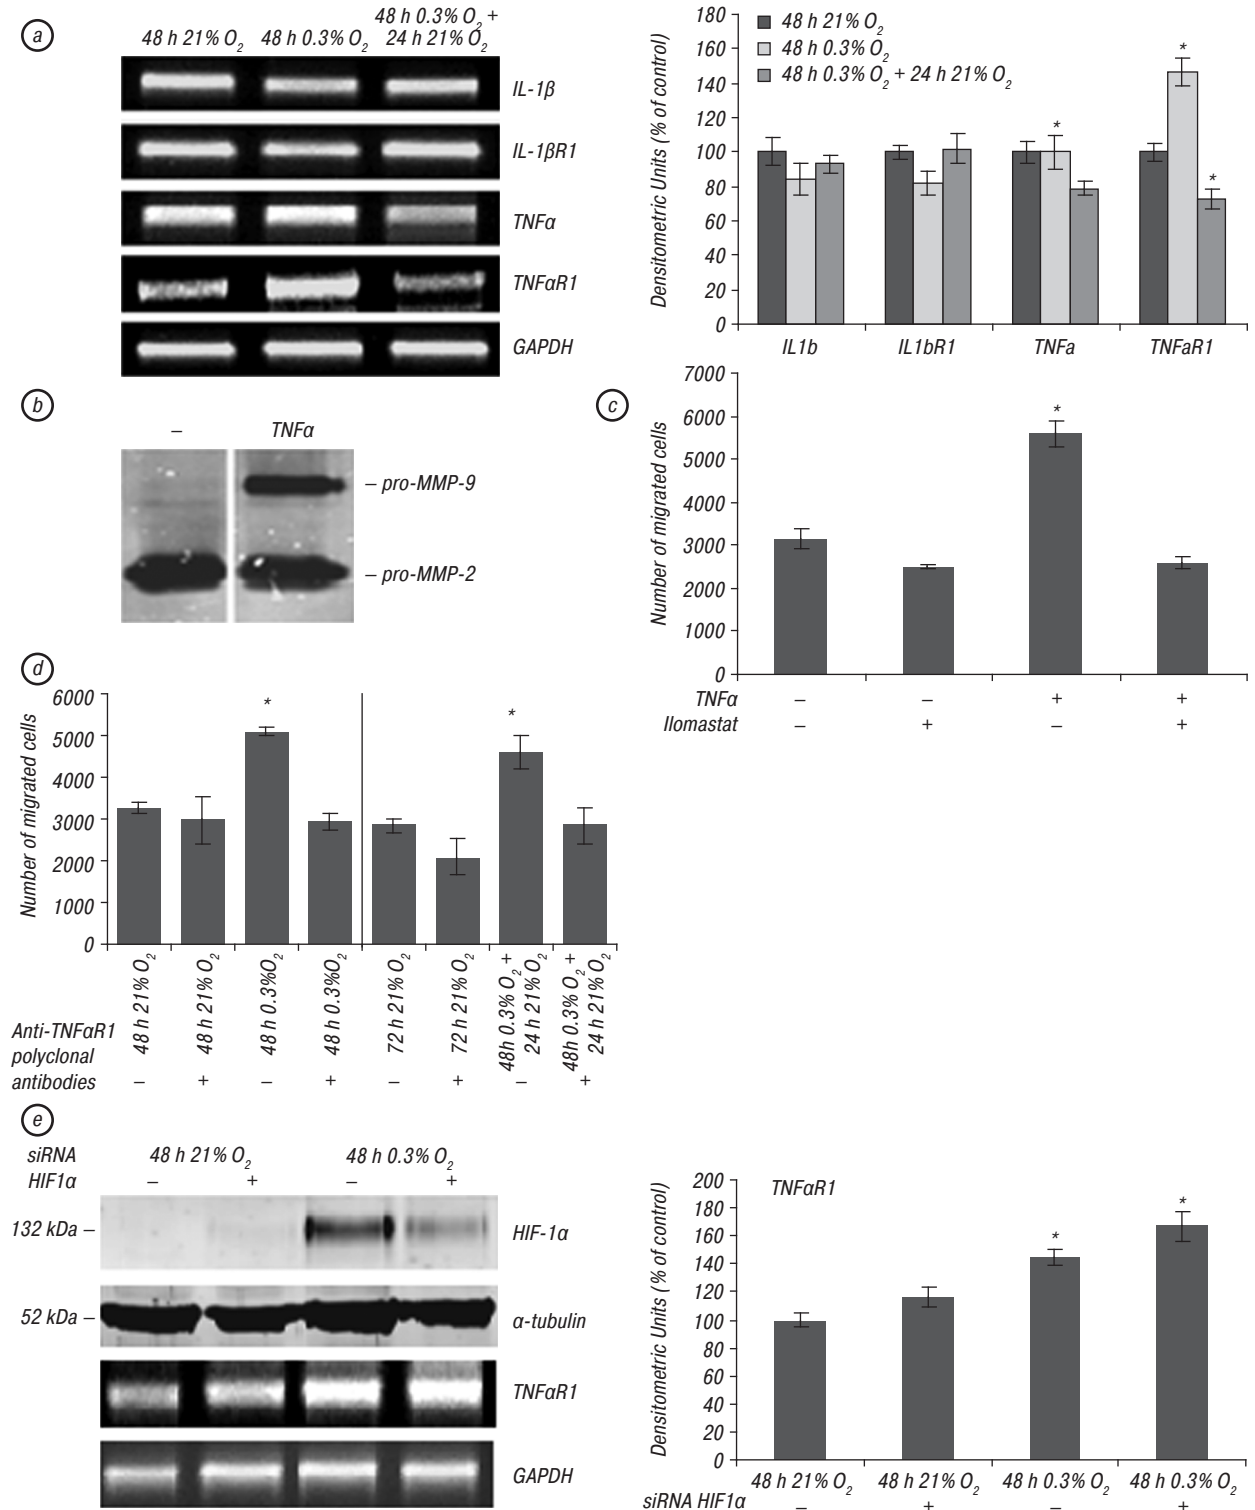 a
48 h 21% O2
48 h 0.3% O2
48 h 0.3% O2 +
24 h 21% O2
IL-1β
IL-1βR1
TNFα
TNFαR1
GAPDH
Densitometric Units (% of control)
180
160
140
120
100
80
60
40
20
0
48 h 21% O2
48 h 0.3% O2
48 h 0.3% O2 + 24 h 21% O2
*
*
*
IL1b
IL1bR1
TNFa
TNFaR1
b
–
TNFα
– pro-MMP-9
– pro-MMP-2
c
Number of migrated cells
7000
6000
5000
4000
3000
2000
1000
0
*
TNFα – – + +
Ilomastat – + – +
d
Number of migrated cells
6000
5000
4000
3000
2000
1000
0
*
*
48 h 21% O2
48 h 21% O2
48 h 0.3%O2
48 h 0.3%O2
72 h 21% O2
72 h 21% O2
48h 0.3% O2 +
24 h 21% O2
48h 0.3% O2 +
24 h 21% O2
Anti-TNFαR1
polyclonal
antibodies – + – + – + – +
e
siRNA 48 h 21% O2 48 h 0.3% O2
HIF1α – + – +
132 kDa –
HIF-1α
52 kDa –
α-tubulin
TNFαR1
GAPDH
Densitometric Units (% of control)
200
180
160
140
120
100
80
60
40
20
0
TNFαR1
*
*
48 h 21% O2 48 h 21% O2 48 h 0.3% O2 48 h 0.3% O2
siRNA HIF1α – + – +